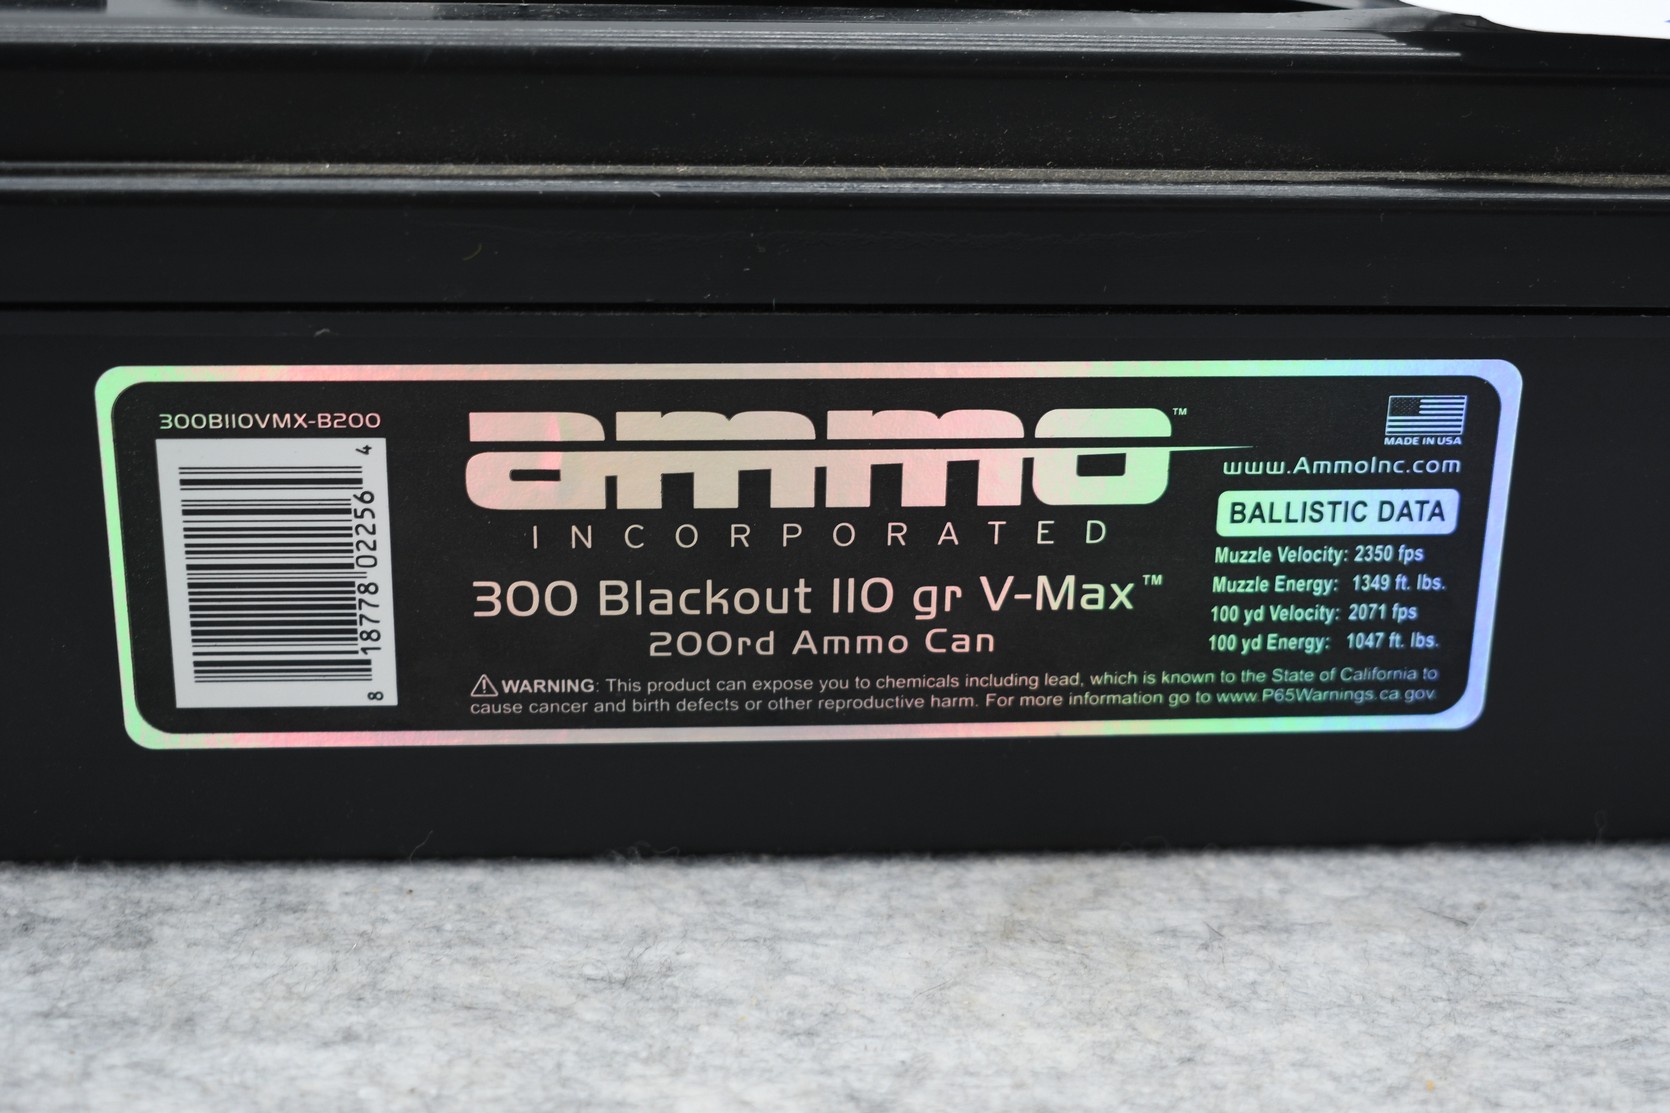 300B110VMX-B200
8 18778 02256 4
ammo™
INCORPORATED
300 Blackout 110 gr V-Max™
200rd Ammo Can
⚠ WARNING: This product can expose you to chemicals including lead, which is known to the State of California to
cause cancer and birth defects or other reproductive harm. For more information go to www.P65Warnings.ca.gov
MADE IN USA
www.AmmoInc.com
BALLISTIC DATA
Muzzle Velocity: 2350 fps
Muzzle Energy: 1349 ft. lbs.
100 yd Velocity: 2071 fps
100 yd Energy: 1047 ft. lbs.